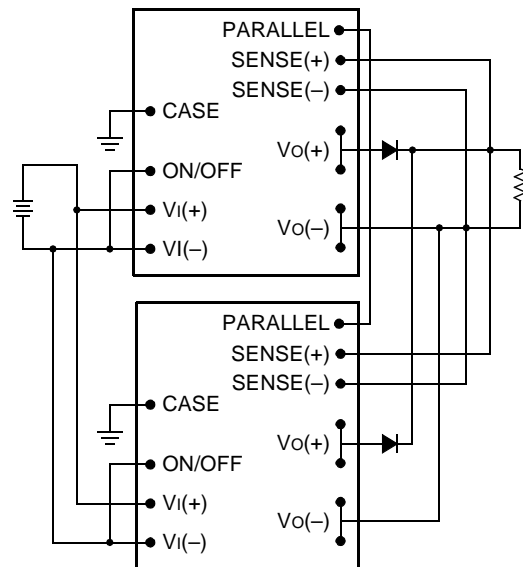 PARALLEL
SENSE(+)
SENSE(–)
CASE
VO(+)
ON/OFF
VI(+)
VO(–)
VI(–)
PARALLEL
SENSE(+)
SENSE(–)
CASE
VO(+)
ON/OFF
VI(+)
VO(–)
VI(–)